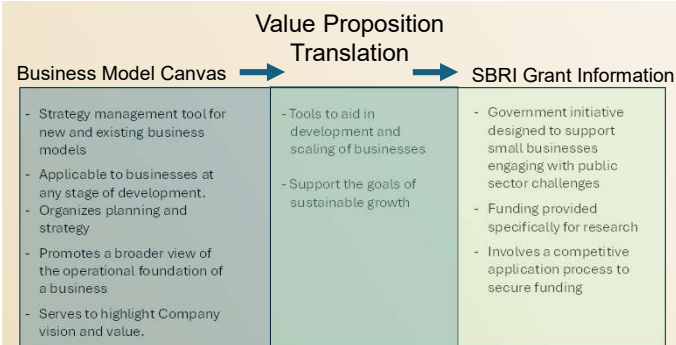 Value Proposition
Translation
Business Model Canvas
SBRI Grant Information
- Strategy management tool for
new and existing business
models
- Applicable to businesses at
any stage of development.
- Organizes planning and
strategy
- Promotes a broader view of
the operational foundation of
a business
- Serves to highlight Company
vision and value.
- Tools to aid in
development and
scaling of businesses
- Support the goals of
sustainable growth
- Government initiative
designed to support
small businesses
engaging with public
sector challenges
- Funding provided
specifically for research
- Involves a competitive
application process to
secure funding